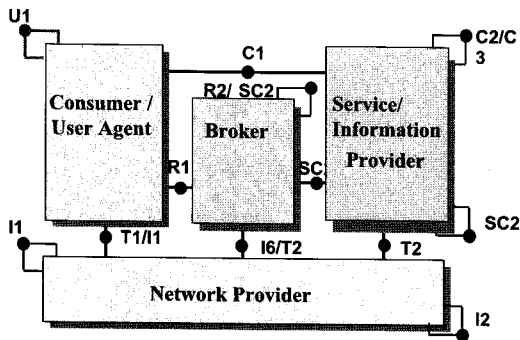 U1
C2/C
3
C1
Consumer /
User Agent
R2/ SC2
Broker
Service/
Information
Provider
R1
SC
SC2
I1
T1/I1
I6/T2
T2
Network Provider
I2